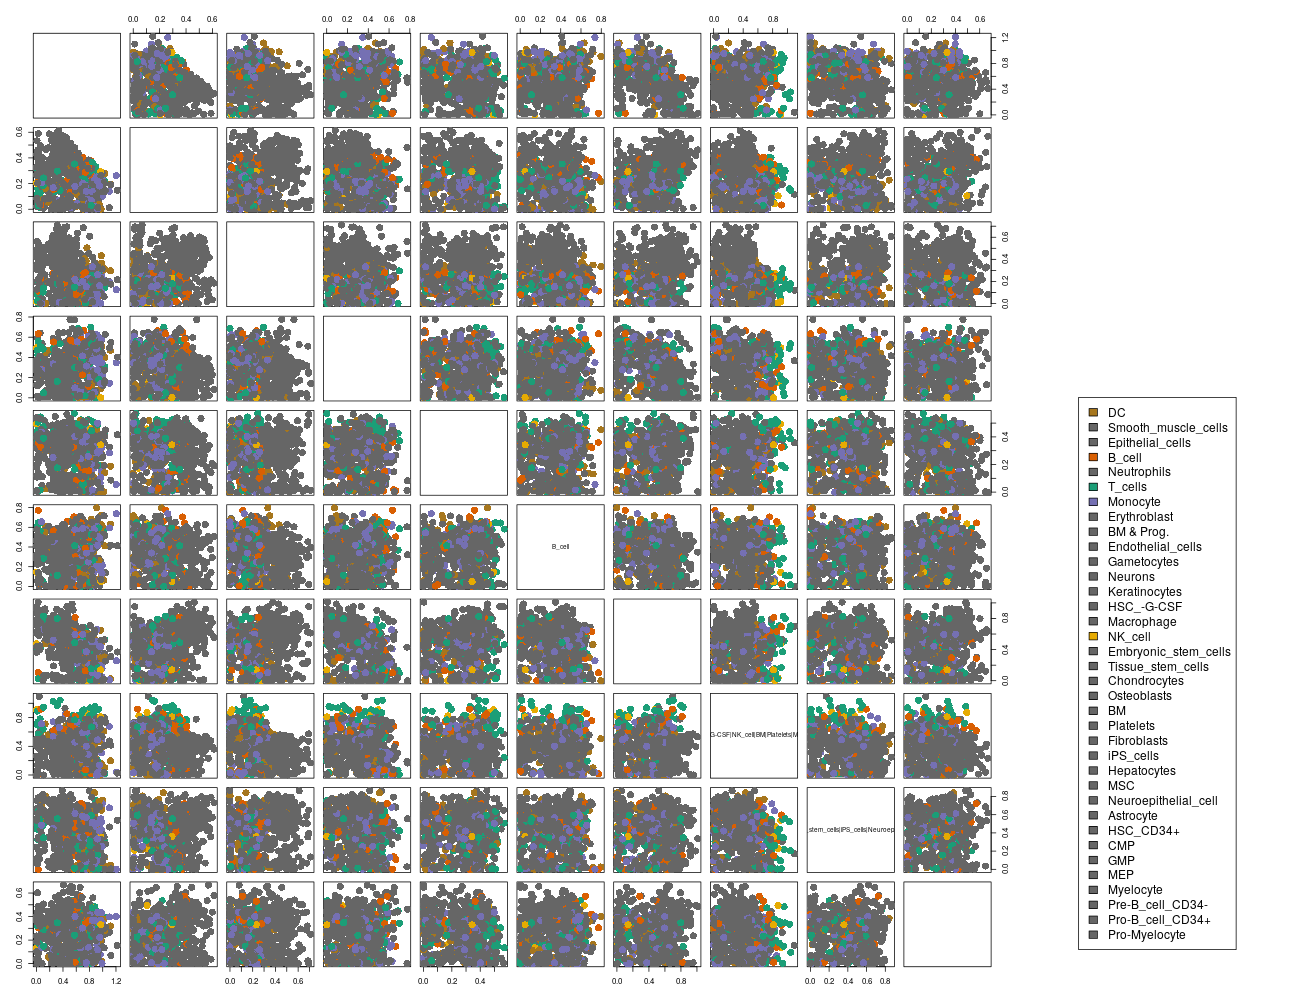 0.0 0.2 0.4 0.6
0.0 0.2 0.4 0.6 0.8
0.0 0.2 0.4 0.6 0.8
0.0 0.4 0.8
0.0 0.2 0.4 0.6
0.0 0.4 0.8 1.2
0.0 0.2 0.4 0.6
0.0 0.2 0.4 0.6
0.0 0.2 0.4 0.6 0.8
0.0 0.2 0.4
0.0 0.2 0.4 0.6 0.8
B_cell
0.0 0.4 0.8
0.0 0.4 0.8
G-CSF|NK_cell|BM|Platelets|M
stem_cells|iPS_cells|Neuroep
0.0 0.2 0.4 0.6 0.8
0.0 0.2 0.4 0.6
0.0 0.4 0.8 1.2
0.0 0.2 0.4 0.6
0.0 0.2 0.4
0.0 0.4 0.8
0.0 0.2 0.4 0.6 0.8
DC
Smooth_muscle_cells
Epithelial_cells
B_cell
Neutrophils
T_cells
Monocyte
Erythroblast
BM & Prog.
Endothelial_cells
Gametocytes
Neurons
Keratinocytes
HSC_-G-CSF
Macrophage
NK_cell
Embryonic_stem_cells
Tissue_stem_cells
Chondrocytes
Osteoblasts
BM
Platelets
Fibroblasts
iPS_cells
Hepatocytes
MSC
Neuroepithelial_cell
Astrocyte
HSC_CD34+
CMP
GMP
MEP
Myelocyte
Pre-B_cell_CD34-
Pro-B_cell_CD34+
Pro-Myelocyte